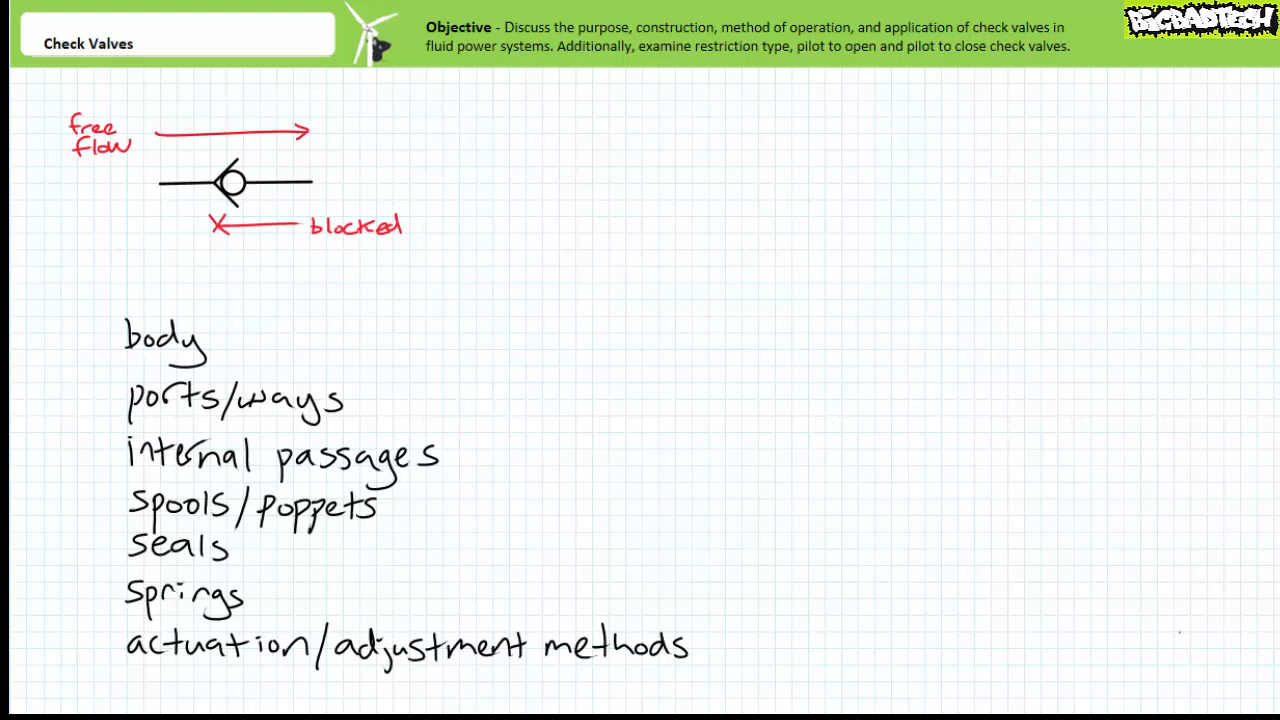 Check Valves
Objective - Discuss the purpose, construction, method of operation, and application of check valves in
fluid power systems. Additionally, examine restriction type, pilot to open and pilot to close check valves.
BIGBADTECH
free
flow
blocked
body
ports/ways
internal passages
spools/poppets
seals
springs
actuation/adjustment methods